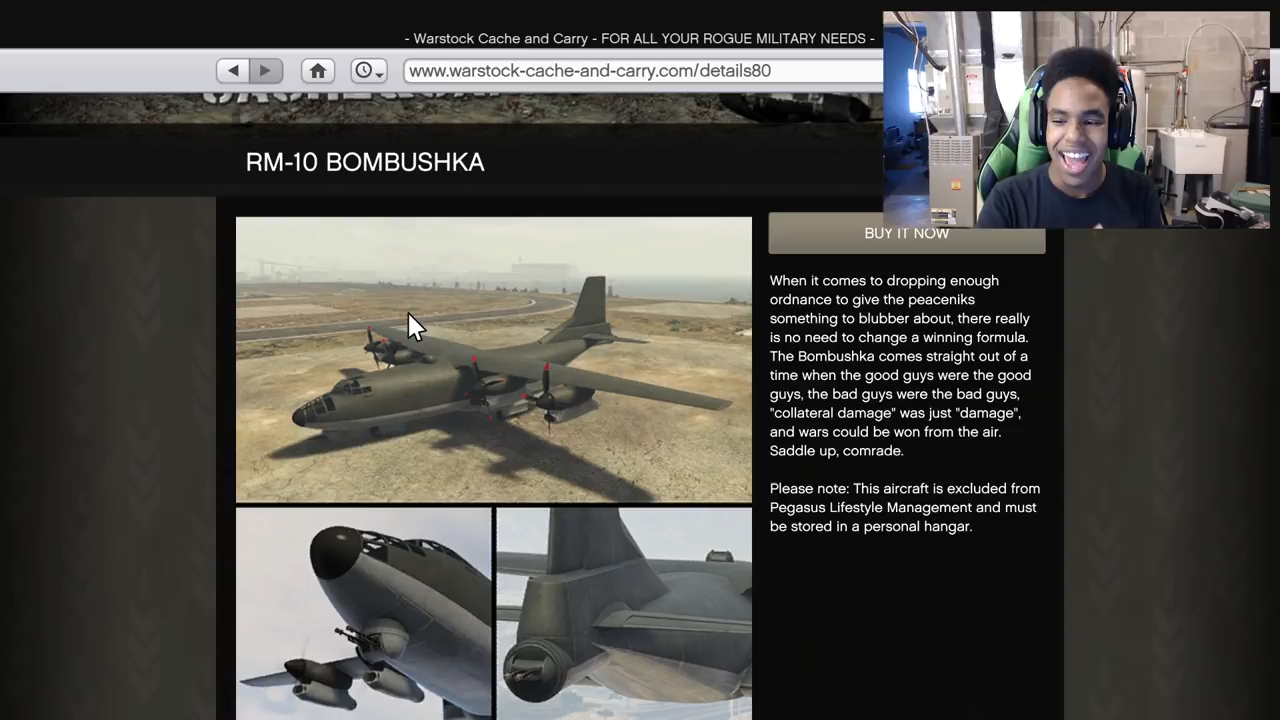 - Warstock Cache and Carry - FOR ALL YOUR ROGUE MILITARY NEEDS -
www.warstock-cache-and-carry.com/details80
RM-10 BOMBUSHKA
BUY IT NOW
When it comes to dropping enough
ordnance to give the peaceniks
something to blubber about, there really
is no need to change a winning formula.
The Bombushka comes straight out of a
time when the good guys were the good
guys, the bad guys were the bad guys,
"collateral damage" was just "damage",
and wars could be won from the air.
Saddle up, comrade.
Please note: This aircraft is excluded from
Pegasus Lifestyle Management and must
be stored in a personal hangar.